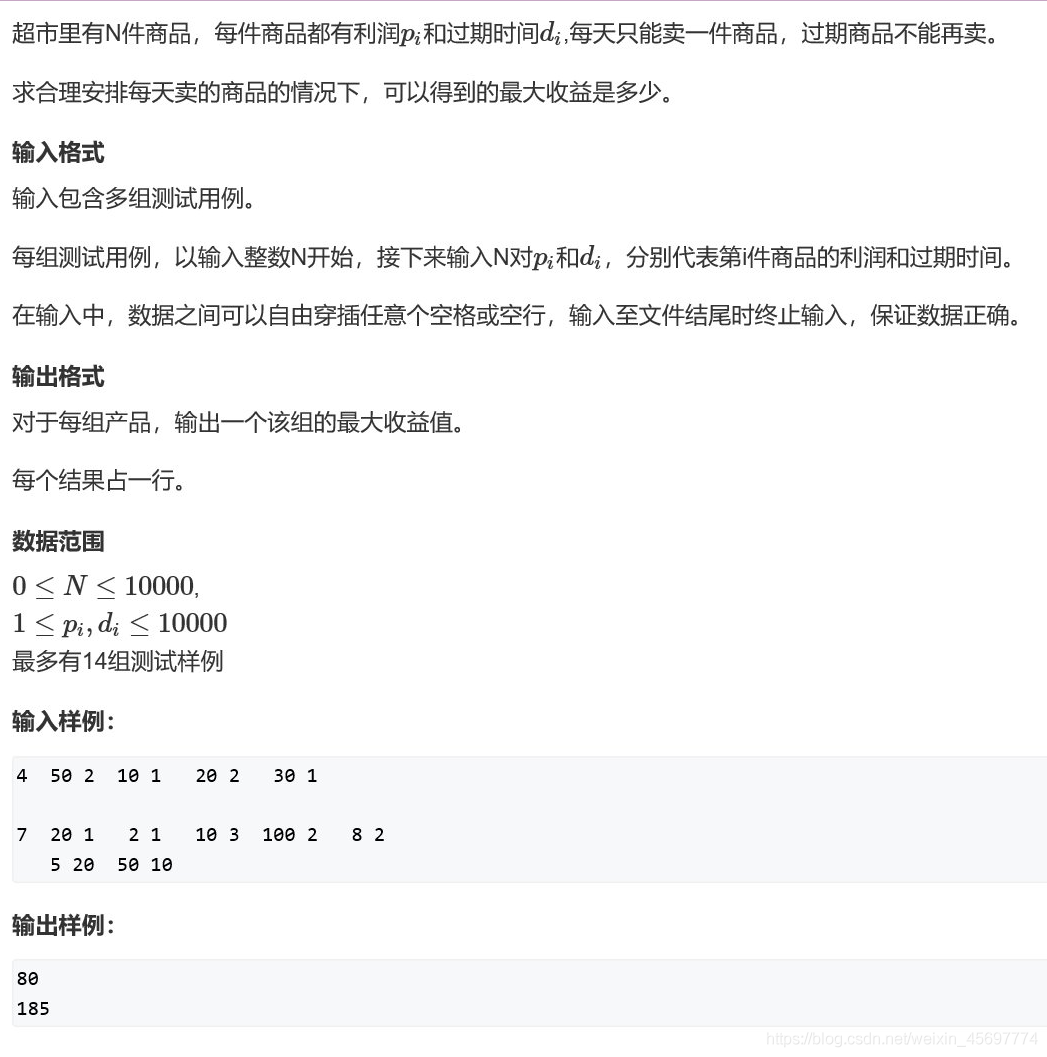 超市里有N件商品，每件商品都有利润pᵢ和过期时间dᵢ,每天只能卖一件商品，过期商品不能再卖。
求合理安排每天卖的商品的情况下，可以得到的最大收益是多少。
输入格式
输入包含多组测试用例。
每组测试用例，以输入整数N开始，接下来输入N对pᵢ和dᵢ，分别代表第i件商品的利润和过期时间。
在输入中，数据之间可以自由穿插任意个空格或空行，输入至文件结尾时终止输入，保证数据正确。
输出格式
对于每组产品，输出一个该组的最大收益值。
每个结果占一行。
数据范围
0 ≤ N ≤ 10000,
1 ≤ pᵢ, dᵢ ≤ 10000
最多有14组测试样例
输入样例：
4  50 2  10 1   20 2   30 1
7  20 1   2 1   10 3  100 2   8 2
   5 20  50 10
输出样例：
80
185
https://blog.csdn.net/weixin_45697774